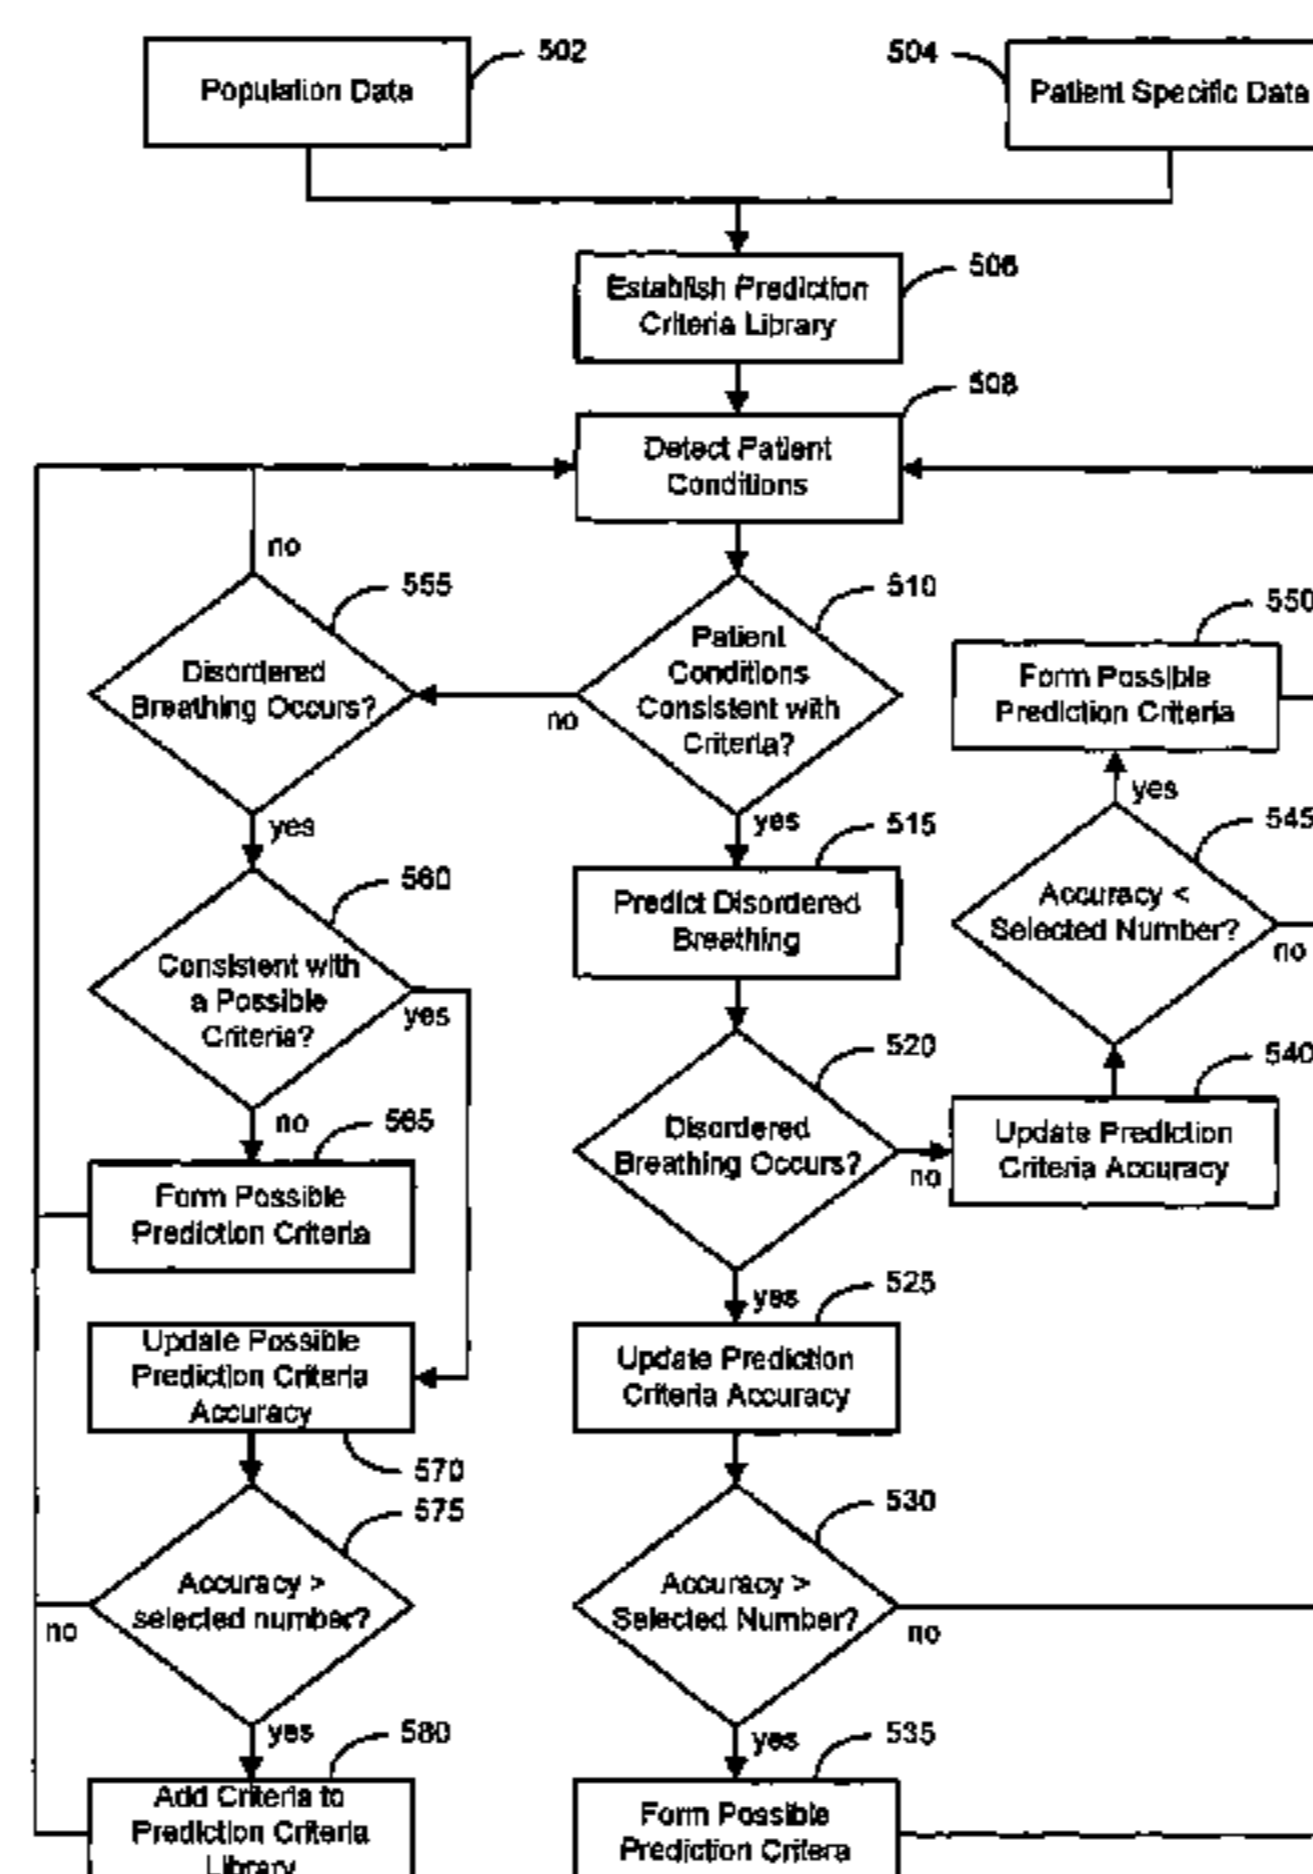 502
504
Population Data
Patient Specific Data
506
Establish Prediction
Criteria Library
508
Detect Patient
Conditions
no
555
510
550
Disordered
Breathing Occurs?
Patient
Conditions
Consistent with
Criteria?
no
Form Possible
Prediction Criteria
yes
yes
yes
515
545
560
Predict Disordered
Breathing
Accuracy <
Selected Number?
no
Consistent with
a Possible
Criteria?
yes
520
540
no
565
Disordered
Breathing Occurs?
no
Update Prediction
Criteria Accuracy
Form Possible
Prediction Criteria
yes
525
Update Possible
Prediction Criteria
Accuracy
Update Prediction
Criteria Accuracy
570
575
530
Accuracy >
selected number?
no
Accuracy >
Selected Number?
no
yes
580
yes
535
Add Criteria to
Prediction Criteria
Library
Form Possible
Prediction Critera